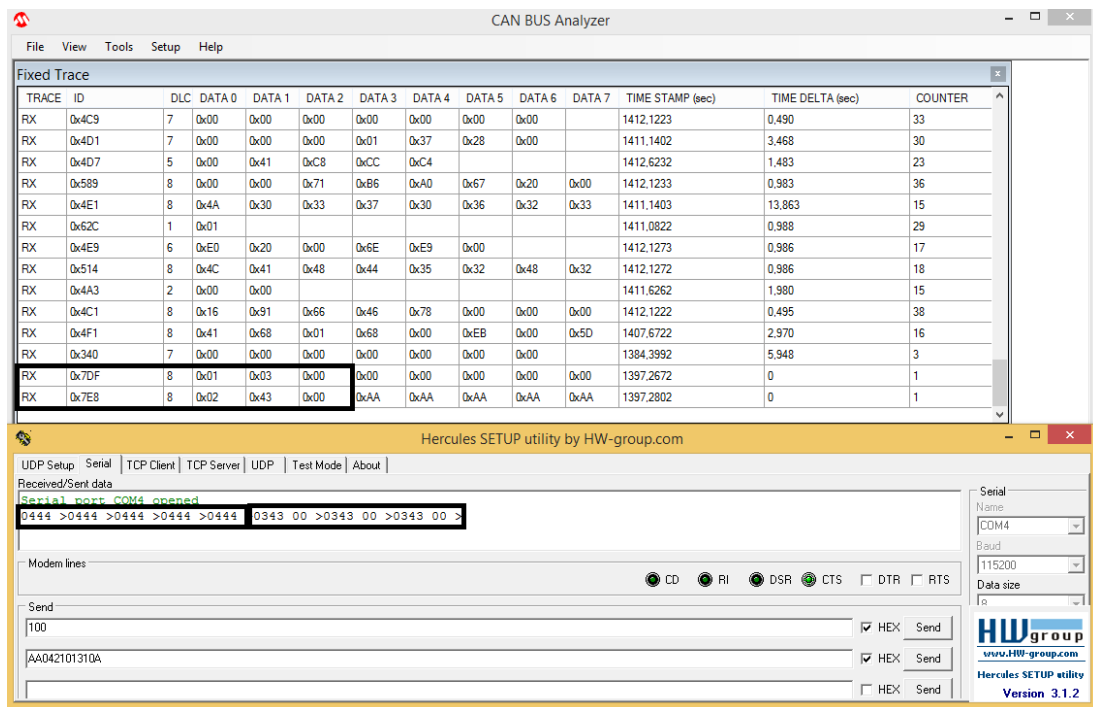 CAN BUS Analyzer
File View Tools Setup Help
Fixed Trace
TRACE ID DLC DATA 0 DATA 1 DATA 2 DATA 3 DATA 4 DATA 5 DATA 6 DATA 7 TIME STAMP (sec) TIME DELTA (sec) COUNTER
RX 0x4C9 7 0x00 0x00 0x00 0x00 0x00 0x00 0x00 1412,1223 0,490 33
RX 0x4D1 7 0x00 0x00 0x00 0x01 0x37 0x28 0x00 1411,1402 3,468 30
RX 0x4D7 5 0x00 0x41 0xC8 0xCC 0xC4 1412,6232 1,483 23
RX 0x589 8 0x00 0x00 0x71 0xB6 0xA0 0x67 0x20 0x00 1412,1233 0,983 36
RX 0x4E1 8 0x4A 0x30 0x33 0x37 0x30 0x36 0x32 0x33 1411,1403 13,863 15
RX 0x62C 1 0x01 1411,0822 0,988 29
RX 0x4E9 6 0xE0 0x20 0x00 0x6E 0xE9 0x00 1412,1273 0,986 17
RX 0x514 8 0x4C 0x41 0x48 0x44 0x35 0x32 0x48 0x32 1412,1272 0,986 18
RX 0x4A3 2 0x00 0x00 1411,6262 1,980 15
RX 0x4C1 8 0x16 0x91 0x66 0x46 0x78 0x00 0x00 0x00 1412,1222 0,495 38
RX 0x4F1 8 0x41 0x68 0x01 0x68 0x00 0xEB 0x00 0x5D 1407,6722 2,970 16
RX 0x340 7 0x00 0x00 0x00 0x00 0x00 0x00 0x00 1384,3992 5,948 3
RX 0x7DF 8 0x01 0x03 0x00 0x00 0x00 0x00 0x00 0x00 1397,2672 0 1
RX 0x7E8 8 0x02 0x43 0x00 0xAA 0xAA 0xAA 0xAA 0xAA 1397,2802 0 1
Hercules SETUP utility by HW-group.com
UDP Setup Serial TCP Client TCP Server UDP Test Mode About
Received/Sent data
Serial port COM4 opened
0444 >0444 >0444 >0444 >0444 >0343 00 >0343 00 >0343 00 >
Modem lines
CD RI DSR CTS DTR RTS
Send
100 HEX Send
AA042101310A HEX Send
HEX Send
Serial
Name
COM4
Baud
115200
Data size
8
HW group
www.HW-group.com
Hercules SETUP utility
Version 3.1.2